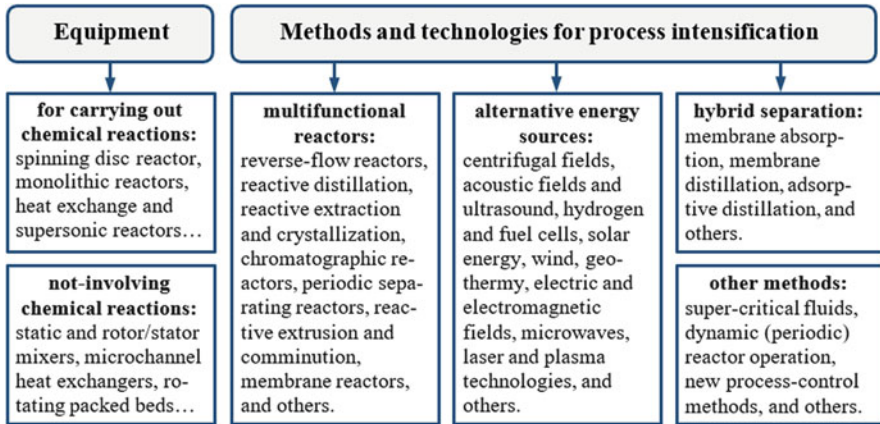 Equipment
Methods and technologies for process intensification
for carrying out
chemical reactions:
spinning disc reactor,
monolithic reactors,
heat exchange and
supersonic reactors…
not-involving
chemical reactions:
static and rotor/stator
mixers, microchannel
heat exchangers, ro-
tating packed beds…
multifunctional
reactors:
reverse-flow reactors,
reactive distillation,
reactive extraction
and crystallization,
chromatographic re-
actors, periodic sepa-
rating reactors, reac-
tive extrusion and
comminution,
membrane reactors,
and others.
alternative energy
sources:
centrifugal fields,
acoustic fields and
ultrasound, hydrogen
and fuel cells, solar
energy, wind, geo-
thermy, electric and
electromagnetic
fields, microwaves,
laser and plasma
technologies, and
others.
hybrid separation:
membrane absorp-
tion, membrane
distillation, adsorp-
tive distillation, and
others.
other methods:
super-critical fluids,
dynamic (periodic)
reactor operation,
new process-control
methods, and others.